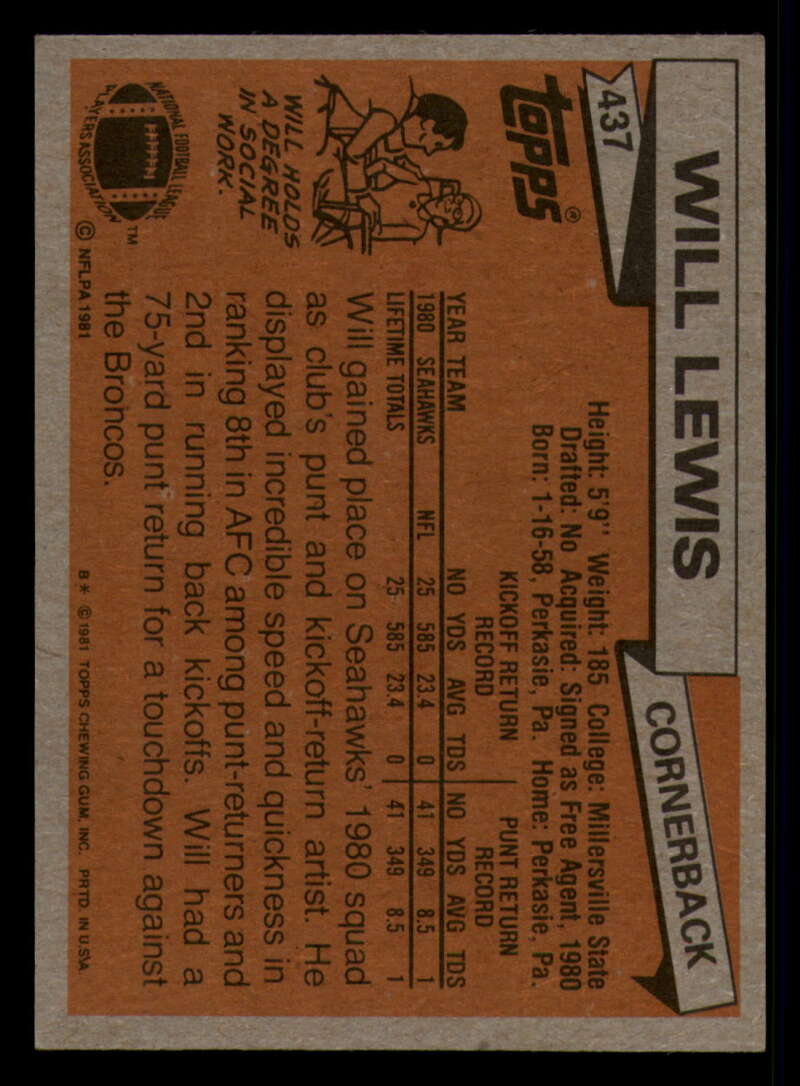 WILL LEWIS
CORNERBACK
437
topps®
Height: 5'9" Weight: 185 College: Millersville State
Drafted: No Acquired: Signed as Free Agent, 1980
Born: 1-16-58, Perkasie, Pa. Home: Perkasie, Pa.
KICKOFF RETURN PUNT RETURN
RECORD RECORD
YEAR TEAM NO YDS AVG TDS NO YDS AVG TDS
1980 SEAHAWKS NFL 25 585 23.4 0 41 349 8.5 1
LIFETIME TOTALS 25 585 23.4 0 41 349 8.5 1
WILL HOLDS
A DEGREE
IN SOCIAL
WORK.
Will gained place on Seahawks' 1980 squad
as club's punt and kickoff-return artist. He
displayed incredible speed and quickness in
ranking 8th in AFC among punt-returners and
2nd in running back kickoffs. Will had a
75-yard punt return for a touchdown against
the Broncos.
NATIONAL FOOTBALL LEAGUE
PLAYERS ASSOCIATION
TM
© NFLPA 1981
B* © 1981 TOPPS CHEWING GUM, INC. PRTD. IN U.S.A.